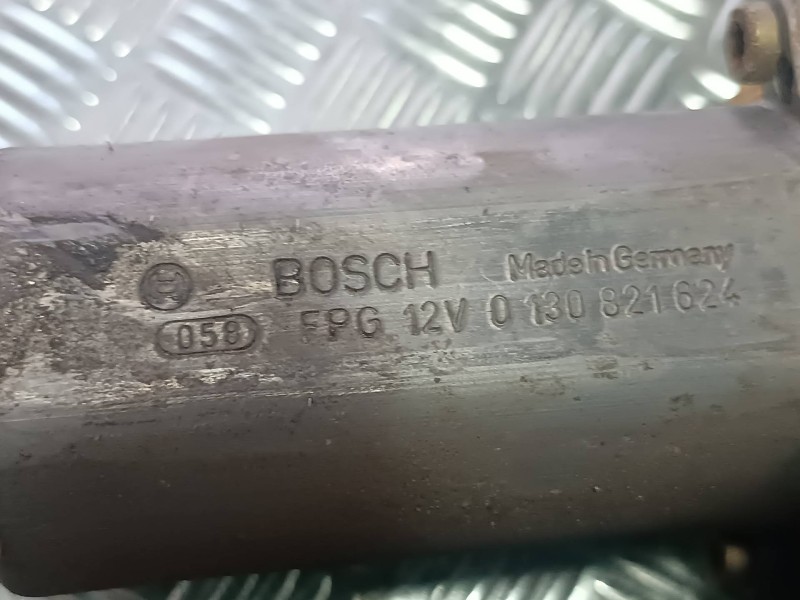 BOSCH Made in Germany
058 FPG 12V 0 130 821 624